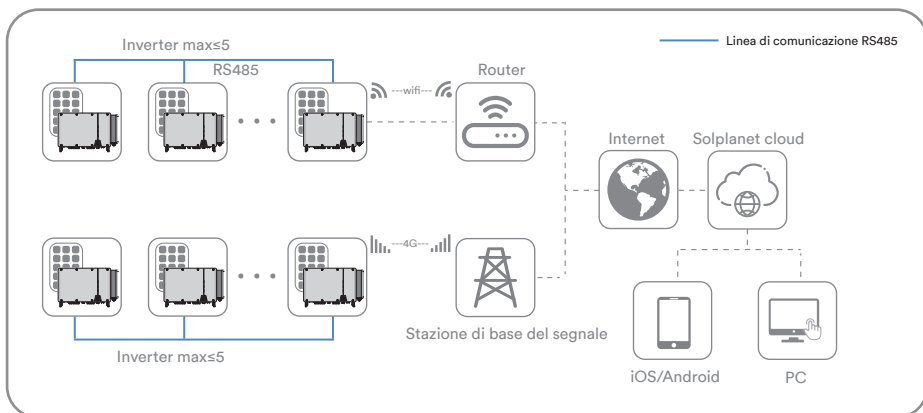 Inverter max≤5
Linea di comunicazione RS485
RS485
---wifi---
Router
Internet
Solplanet cloud
---4G---
Stazione di base del segnale
Inverter max≤5
iOS/Android
PC